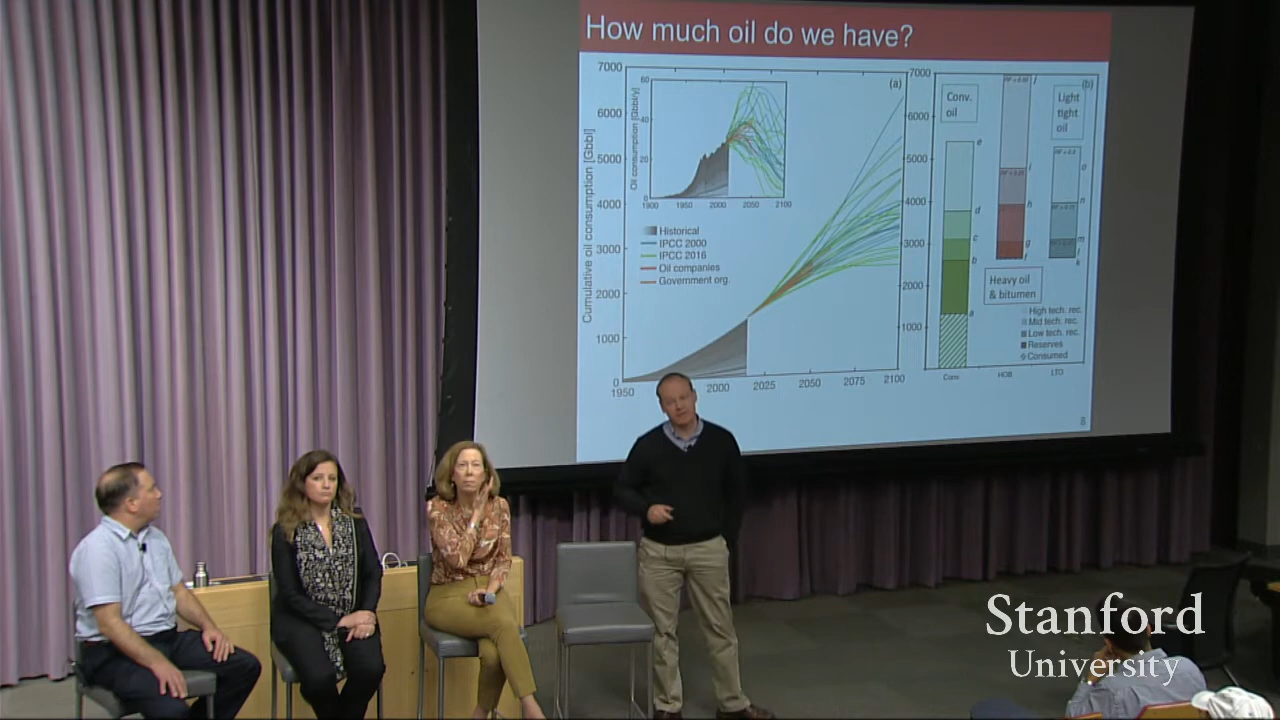 How much oil do we have?
7000
6000
5000
4000
3000
2000
1000
0
Cumulative oil consumption [Gbbl]
1950
2000
2025
2050
2075
2100
(a)
60
40
20
0
Oil consumption [Gbbl/y]
1900
1950
2000
2050
2100
Historical
IPCC 2000
IPCC 2016
Oil companies
Government org.
7000
6000
5000
4000
3000
2000
1000
(b)
Conv.
oil
Light
tight
oil
Heavy oil
& bitumen
e
d
c
b
a
j
i
h
g
f
o
n
m
l
k
High tech. rec.
Mid tech. rec.
Low tech. rec.
Reserves
Consumed
Conv.
HOB
LTO
8
Stanford
University